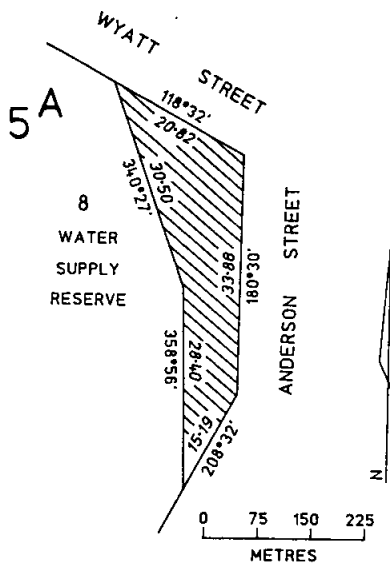 WYATT STREET
118°32'
20·82
5A
340°27'
30·50
8
WATER
SUPPLY
RESERVE
33·88
180°30'
ANDERSON STREET
358°56'
28·40
15·19
208°32'
N
0 75 150 225
METRES